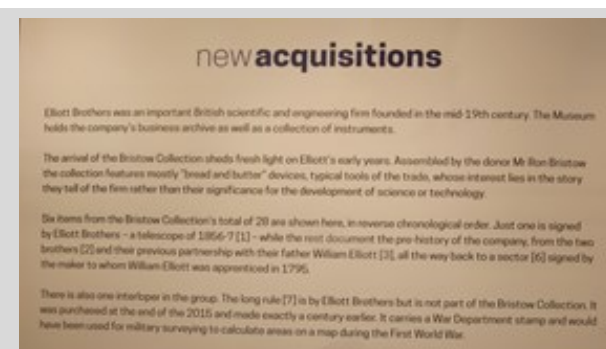 newacquisitions
Elliott Brothers was an important British scientific and engineering firm founded in the mid-19th century. The Museum
holds the company's business archive as well as a collection of instruments.
The arrival of the Bristow Collection sheds fresh light on Elliott's early years. Assembled by the donor Mr Ron Bristow
the collection features mostly "bread and butter" devices, typical tools of the trade, whose interest lies in the story
they tell of the firm rather than their significance for the development of science or technology.
Six items from the Bristow Collection's total of 28 are shown here, in reverse chronological order. Just one is signed
by Elliott Brothers – a telescope of 1856-7 [1] – while the rest document the pre-history of the company, from the two
brothers [2] and their previous partnership with their father William Elliott [3], all the way back to a sector [6] signed by
the maker to whom William Elliott was apprenticed in 1795.
There is also one interloper in the group. The long rule [7] is by Elliott Brothers but is not part of the Bristow Collection. It
was purchased at the end of the 2015 and made exactly a century earlier. It carries a War Department stamp and would
have been used for military surveying to calculate areas on a map during the First World War.